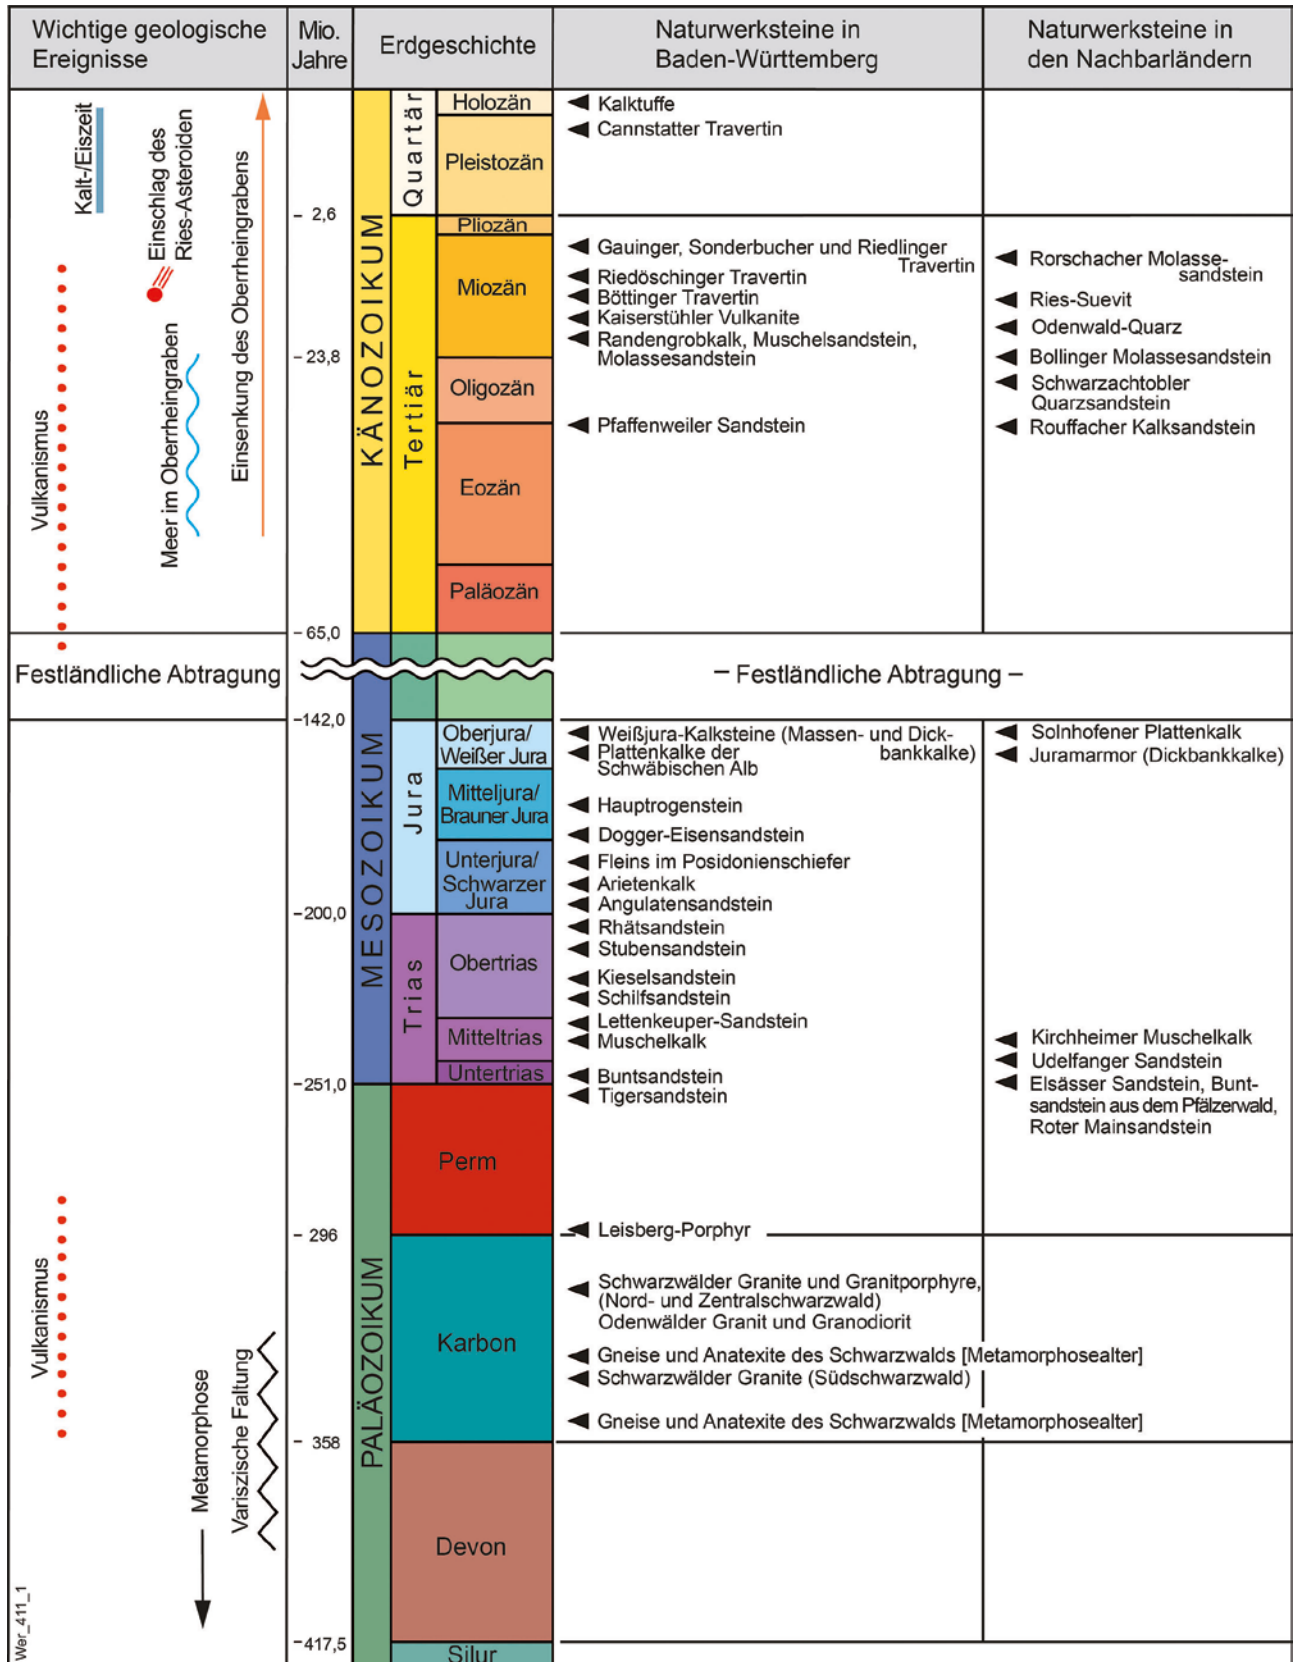 Wichtige geologische
Ereignisse
Mio.
Jahre
Erdgeschichte
Naturwerksteine in
Baden-Württemberg
Naturwerksteine in
den Nachbarländern
Kalt-/Eiszeit
Einschlag des
Ries-Asteroiden
Einsenkung des Oberrheingrabens
Meer im Oberrheingraben
Vulkanismus
- 2,6
- 23,8
- 65,0
KÄNOZOIKUM
Quartär
Tertiär
Holozän
Pleistozän
Pliozän
Miozän
Oligozän
Eozän
Paläozän
Kalktuffe
Cannstatter Travertin
Gauinger, Sonderbucher und Riedlinger
Travertin
Riedöschinger Travertin
Böttinger Travertin
Kaiserstühler Vulkanite
Randengrobkalk, Muschelsandstein,
Molassesandstein
Pfaffenweiler Sandstein
Rorschacher Molasse-
sandstein
Ries-Suevit
Odenwald-Quarz
Bollinger Molassesandstein
Schwarzachtobler
Quarzsandstein
Rouffacher Kalksandstein
Festländliche Abtragung
– Festländliche Abtragung –
-142,0
-200,0
-251,0
MESOZOIKUM
Jura
Trias
Oberjura/
Weißer Jura
Mitteljura/
Brauner Jura
Unterjura/
Schwarzer
Jura
Obertrias
Mitteltrias
Untertrias
Weißjura-Kalksteine (Massen- und Dick-
bankkalke)
Plattenkalke der
Schwäbischen Alb
Hauptrogenstein
Dogger-Eisensandstein
Fleins im Posidonienschiefer
Arietenkalk
Angulatensandstein
Rhätsandstein
Stubensandstein
Kieselsandstein
Schilfsandstein
Lettenkeuper-Sandstein
Muschelkalk
Buntsandstein
Tigersandstein
Solnhofener Plattenkalk
Juramarmor (Dickbankkalke)
Kirchheimer Muschelkalk
Udelfanger Sandstein
Elsässer Sandstein, Bunt-
sandstein aus dem Pfälzerwald,
Roter Mainsandstein
Vulkanismus
Metamorphose
Variszische Faltung
- 296
- 358
-417,5
PALÄOZOIKUM
Perm
Karbon
Devon
Silur
Leisberg-Porphyr
Schwarzwälder Granite und Granitporphyre,
(Nord- und Zentralschwarzwald)
Odenwälder Granit und Granodiorit
Gneise und Anatexite des Schwarzwalds [Metamorphosealter]
Schwarzwälder Granite (Südschwarzwald)
Gneise und Anatexite des Schwarzwalds [Metamorphosealter]
Wer_411_1